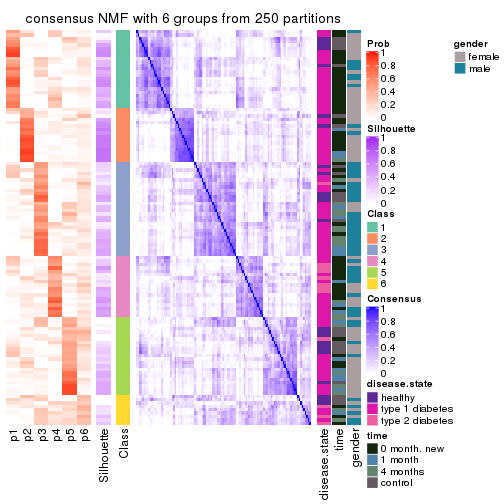 consensus NMF with 6 groups from 250 partitions
p1
p2
p3
p4
p5
p6
Silhouette
Class
disease.state
time
gender
Prob
1
0.8
0.6
0.4
0.2
0
Silhouette
1
0.8
0.6
0.4
0.2
0
Class
1
2
3
4
5
6
Consensus
1
0.8
0.6
0.4
0.2
0
disease.state
healthy
type 1 diabetes
type 2 diabetes
time
0 month. new
1 month
4 months
control
gender
female
male